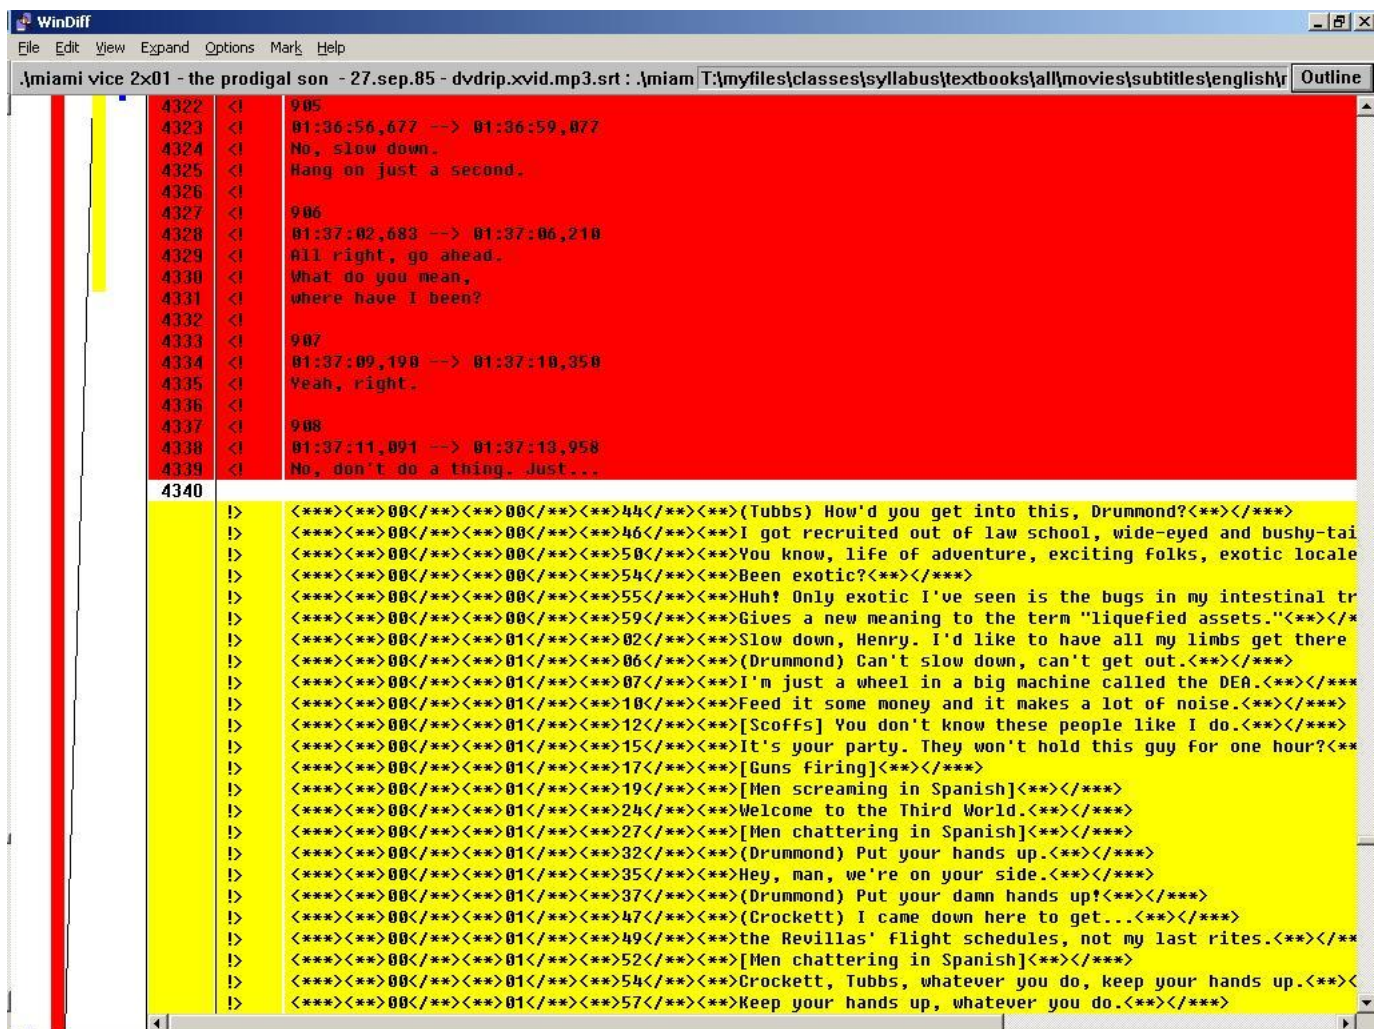 WinDiff
File Edit View Expand Options Mark Help
.\miami vice 2x01 - the prodigal son - 27.sep.85 - dvdrip.xvid.mp3.srt : .\miam T:\myfiles\classes\syllabus\textbooks\all\movies\subtitles\english\r Outline
4322 <! 905
4323 <! 01:36:56,677 --> 01:36:59,077
4324 <! No, slow down.
4325 <! Hang on just a second.
4326 <!
4327 <! 906
4328 <! 01:37:02,683 --> 01:37:06,210
4329 <! All right, go ahead.
4330 <! What do you mean,
4331 <! where have I been?
4332 <!
4333 <! 907
4334 <! 01:37:09,190 --> 01:37:10,350
4335 <! Yeah, right.
4336 <!
4337 <! 908
4338 <! 01:37:11,091 --> 01:37:13,958
4339 <! No, don't do a thing. Just...
4340
!> <***><**>00</**><**>00</**><**>44</**><**>(Tubbs) How'd you get into this, Drummond?<**></***>
!> <***><**>00</**><**>00</**><**>46</**><**>I got recruited out of law school, wide-eyed and bushy-tai
!> <***><**>00</**><**>00</**><**>50</**><**>You know, life of adventure, exciting folks, exotic locale
!> <***><**>00</**><**>00</**><**>54</**><**>Been exotic?<**></***>
!> <***><**>00</**><**>00</**><**>55</**><**>Huh! Only exotic I've seen is the bugs in my intestinal tr
!> <***><**>00</**><**>00</**><**>59</**><**>Gives a new meaning to the term "liquefied assets."<**></*
!> <***><**>00</**><**>01</**><**>02</**><**>Slow down, Henry. I'd like to have all my limbs get there
!> <***><**>00</**><**>01</**><**>06</**><**>(Drummond) Can't slow down, can't get out.<**></***>
!> <***><**>00</**><**>01</**><**>07</**><**>I'm just a wheel in a big machine called the DEA.<**></***
!> <***><**>00</**><**>01</**><**>10</**><**>Feed it some money and it makes a lot of noise.<**></***>
!> <***><**>00</**><**>01</**><**>12</**><**>[Scoffs] You don't know these people like I do.<**></***>
!> <***><**>00</**><**>01</**><**>15</**><**>It's your party. They won't hold this guy for one hour?<**
!> <***><**>00</**><**>01</**><**>17</**><**>[Guns firing]<**></***>
!> <***><**>00</**><**>01</**><**>19</**><**>[Men screaming in Spanish]<**></***>
!> <***><**>00</**><**>01</**><**>24</**><**>Welcome to the Third World.<**></***>
!> <***><**>00</**><**>01</**><**>27</**><**>[Men chattering in Spanish]<**></***>
!> <***><**>00</**><**>01</**><**>32</**><**>(Drummond) Put your hands up.<**></***>
!> <***><**>00</**><**>01</**><**>35</**><**>Hey, man, we're on your side.<**></***>
!> <***><**>00</**><**>01</**><**>37</**><**>(Drummond) Put your damn hands up!<**></***>
!> <***><**>00</**><**>01</**><**>47</**><**>(Crockett) I came down here to get...<**></***>
!> <***><**>00</**><**>01</**><**>49</**><**>the Revillas' flight schedules, not my last rites.<**></**
!> <***><**>00</**><**>01</**><**>52</**><**>[Men chattering in Spanish]<**></***>
!> <***><**>00</**><**>01</**><**>54</**><**>Crockett, Tubbs, whatever you do, keep your hands up.<**><
!> <***><**>00</**><**>01</**><**>57</**><**>Keep your hands up, whatever you do.<**></***>